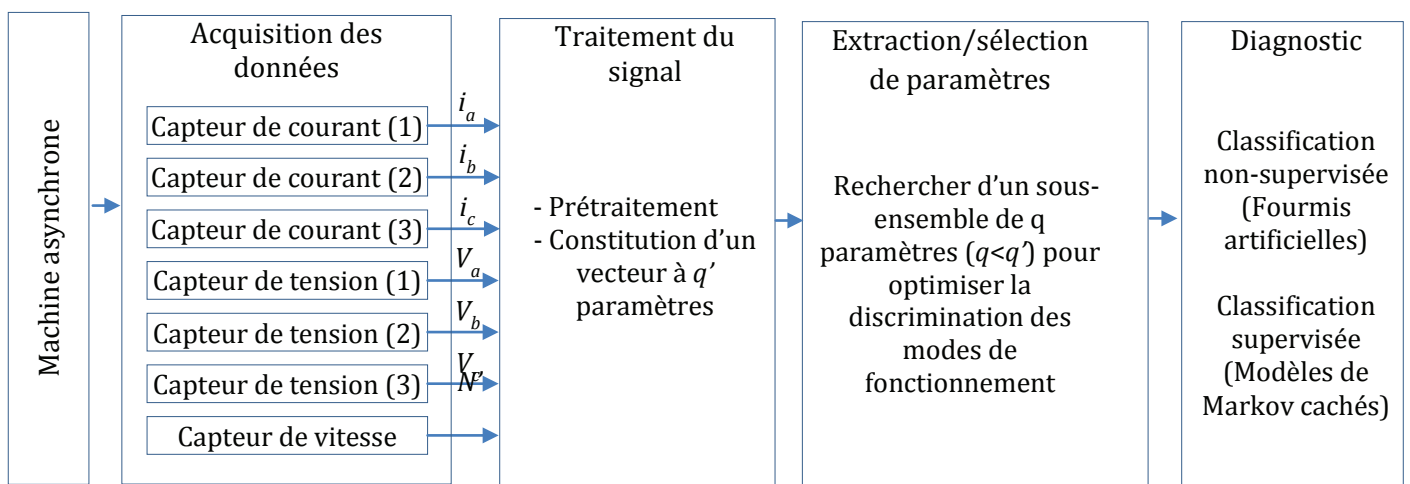 Machine asynchrone
Acquisition des
données
Capteur de courant (1)
Capteur de courant (2)
Capteur de courant (3)
Capteur de tension (1)
Capteur de tension (2)
Capteur de tension (3)
Capteur de vitesse
i_a
i_b
i_c
V_a
V_b
V
N
Traitement du
signal
- Prétraitement
- Constitution d’un
vecteur à q’
paramètres
Extraction/sélection
de paramètres
Rechercher d’un sous-
ensemble de q
paramètres (q<q’) pour
optimiser la
discrimination des
modes de
fonctionnement
Diagnostic
Classification
non-supervisée
(Fourmis
artificielles)
Classification
supervisée
(Modèles de
Markov cachés)